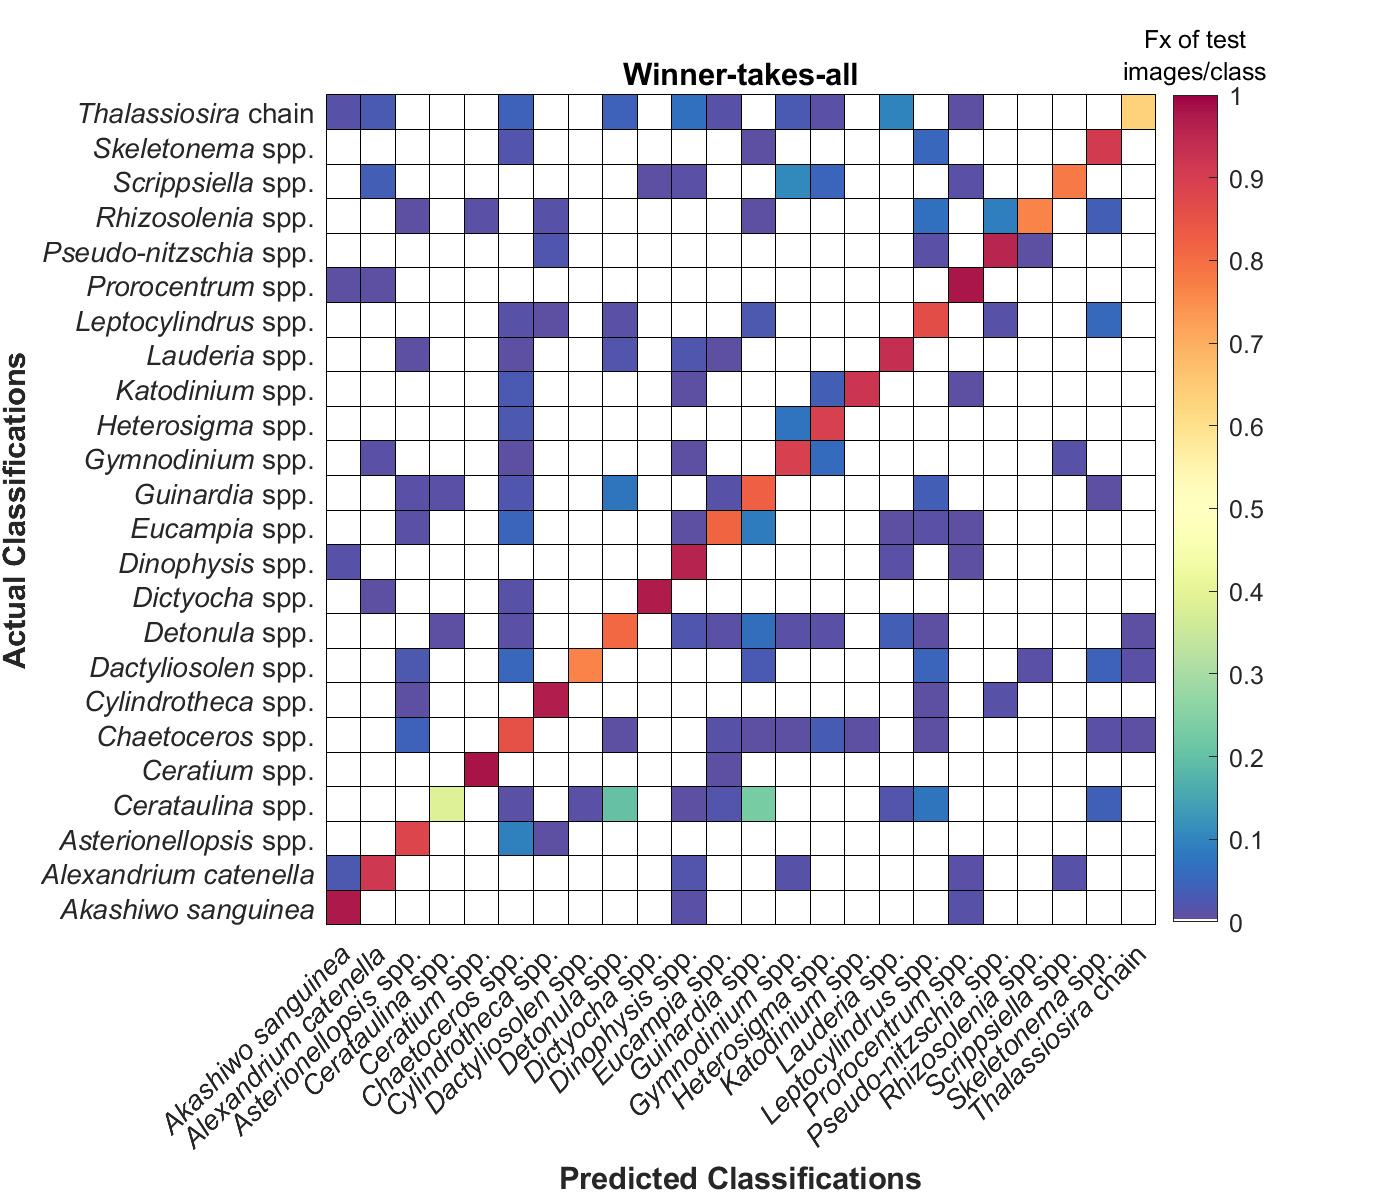 Fx of test
images/class
Winner-takes-all
Thalassiosira chain
Skeletonema spp.
Scrippsiella spp.
Rhizosolenia spp.
Pseudo-nitzschia spp.
Prorocentrum spp.
Leptocylindrus spp.
Lauderia spp.
Katodinium spp.
Heterosigma spp.
Gymnodinium spp.
Guinardia spp.
Eucampia spp.
Dinophysis spp.
Dictyocha spp.
Detonula spp.
Dactyliosolen spp.
Cylindrotheca spp.
Chaetoceros spp.
Ceratium spp.
Cerataulina spp.
Asterionellopsis spp.
Alexandrium catenella
Akashiwo sanguinea
Actual Classifications
1
0.9
0.8
0.7
0.6
0.5
0.4
0.3
0.2
0.1
0
Akashiwo sanguinea
Alexandrium catenella
Asterionellopsis spp.
Cerataulina spp.
Ceratium spp.
Chaetoceros spp.
Cylindrotheca spp.
Dactyliosolen spp.
Detonula spp.
Dictyocha spp.
Dinophysis spp.
Eucampia spp.
Guinardia spp.
Gymnodinium spp.
Heterosigma spp.
Katodinium spp.
Lauderia spp.
Leptocylindrus spp.
Prorocentrum spp.
Pseudo-nitzschia spp.
Rhizosolenia spp.
Scrippsiella spp.
Skeletonema spp.
Thalassiosira chain
Predicted Classifications